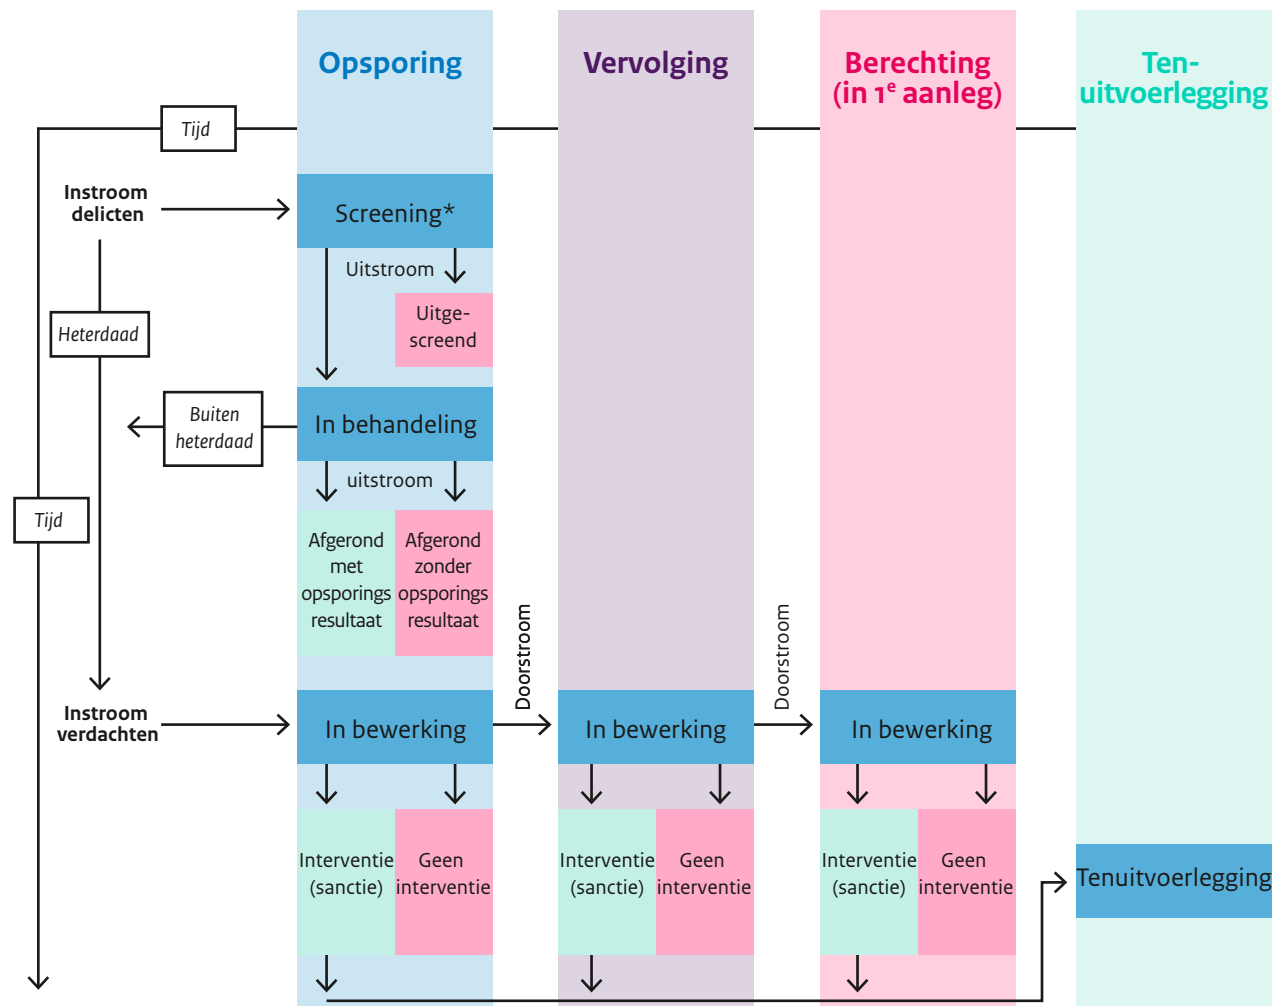 Opsporing
Vervolging
Berechting
(in 1e aanleg)
Ten-
uitvoerlegging
Tijd
Instroom
delicten
Screening*
Uitstroom
Uitge-
screend
Heterdaad
Buiten
heterdaad
In behandeling
uitstroom
Tijd
Afgerond
met
opsporings
resultaat
Afgerond
zonder
opsporings
resultaat
Doorstroom
Doorstroom
Instroom
verdachten
In bewerking
In bewerking
In bewerking
Interventie
(sanctie)
Geen
interventie
Interventie
(sanctie)
Geen
interventie
Interventie
(sanctie)
Geen
interventie
Tenuitvoerlegging